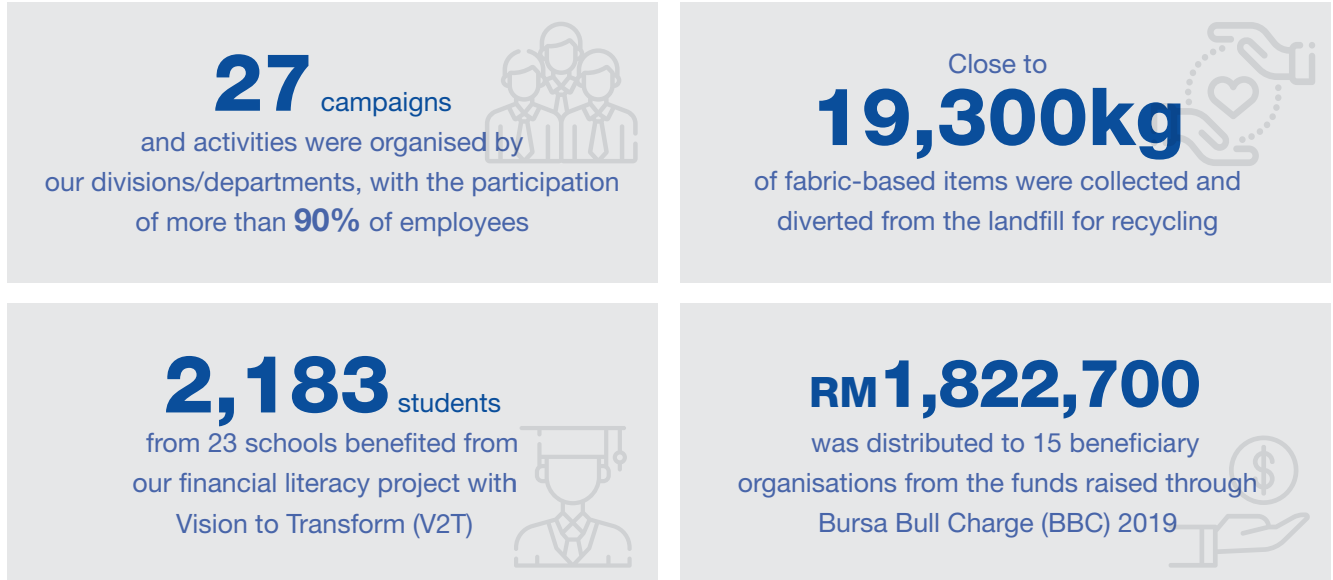 27 campaigns
and activities were organised by
our divisions/departments, with the participation
of more than 90% of employees
Close to
19,300kg
of fabric-based items were collected and
diverted from the landfill for recycling
2,183 students
from 23 schools benefited from
our financial literacy project with
Vision to Transform (V2T)
RM1,822,700
was distributed to 15 beneficiary
organisations from the funds raised through
Bursa Bull Charge (BBC) 2019
$